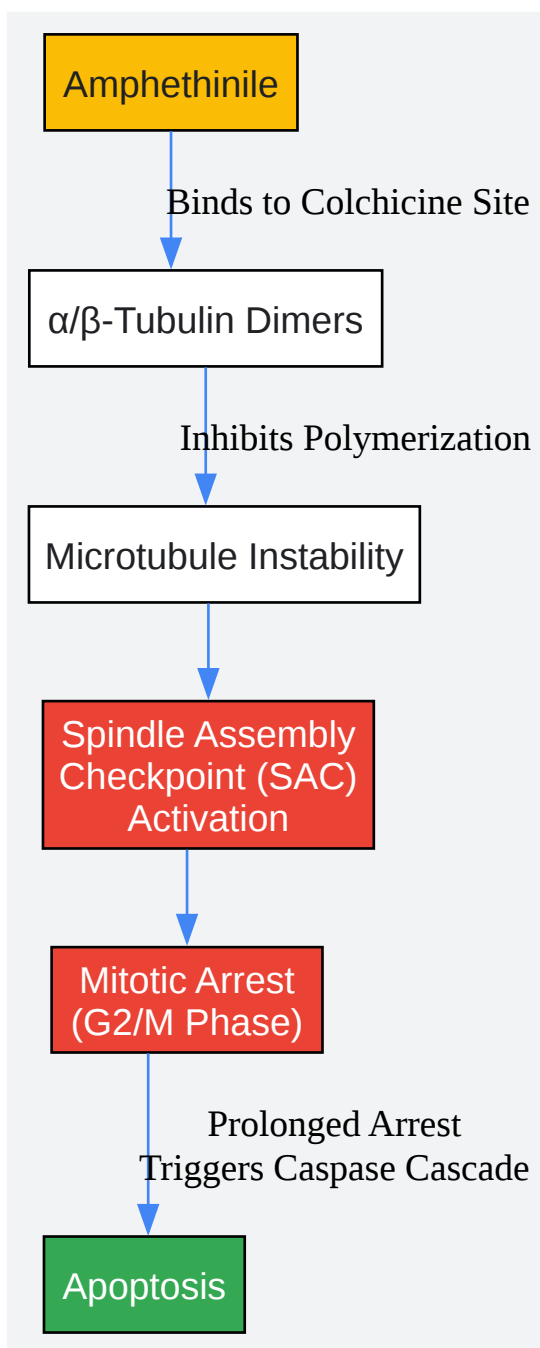 Amphethinile
Binds to Colchicine Site
α/β-Tubulin Dimers
Inhibits Polymerization
Microtubule Instability
Spindle Assembly
Checkpoint (SAC)
Activation
Mitotic Arrest
(G2/M Phase)
Prolonged Arrest
Triggers Caspase Cascade
Apoptosis